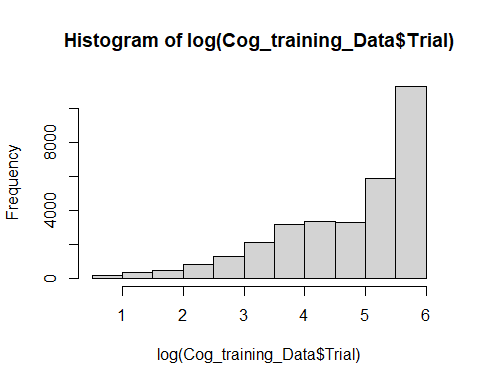 Histogram of log(Cog_training_Data$Trial)
Frequency
8000
4000
0
1 2 3 4 5 6
log(Cog_training_Data$Trial)